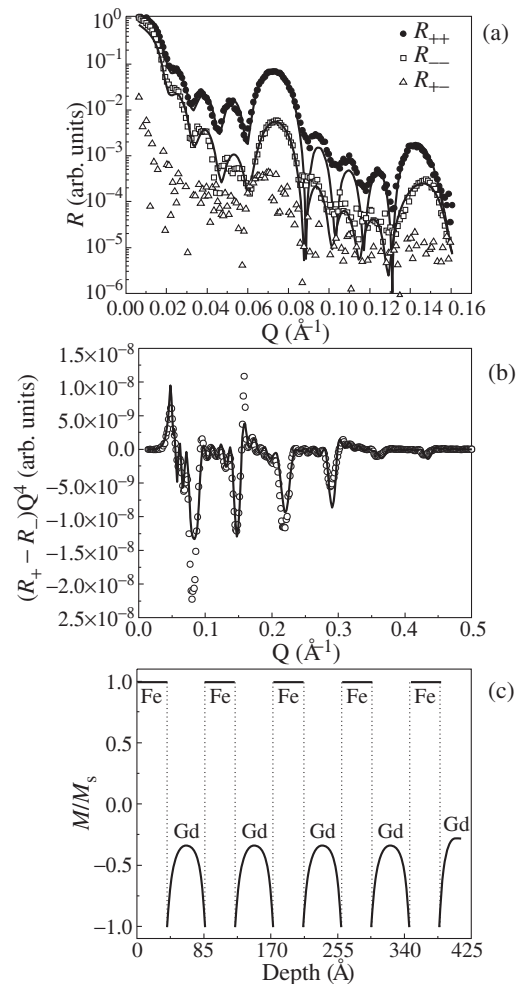 10⁰
10⁻¹
10⁻²
10⁻³
10⁻⁴
10⁻⁵
10⁻⁶
R (arb. units)
R₊₊
R₋₋
R₊₋
(a)
0.00 0.02 0.04 0.06 0.08 0.10 0.12 0.14 0.16
Q (Å⁻¹)
1.5×10⁻⁸
1.0×10⁻⁸
5.0×10⁻⁹
0.0
−5.0×10⁻⁹
−1.0×10⁻⁸
−1.5×10⁻⁸
−2.0×10⁻⁸
2.5×10⁻⁸
(R₊ − R₋)Q⁴ (arb. units)
(b)
0.0 0.1 0.2 0.3 0.4 0.5
Q (Å⁻¹)
1.0
0.5
0.0
−0.5
−1.0
M/Mₛ
(c)
Fe Fe Fe Fe Fe
Gd Gd Gd Gd Gd
0 85 170 255 340 425
Depth (Å)